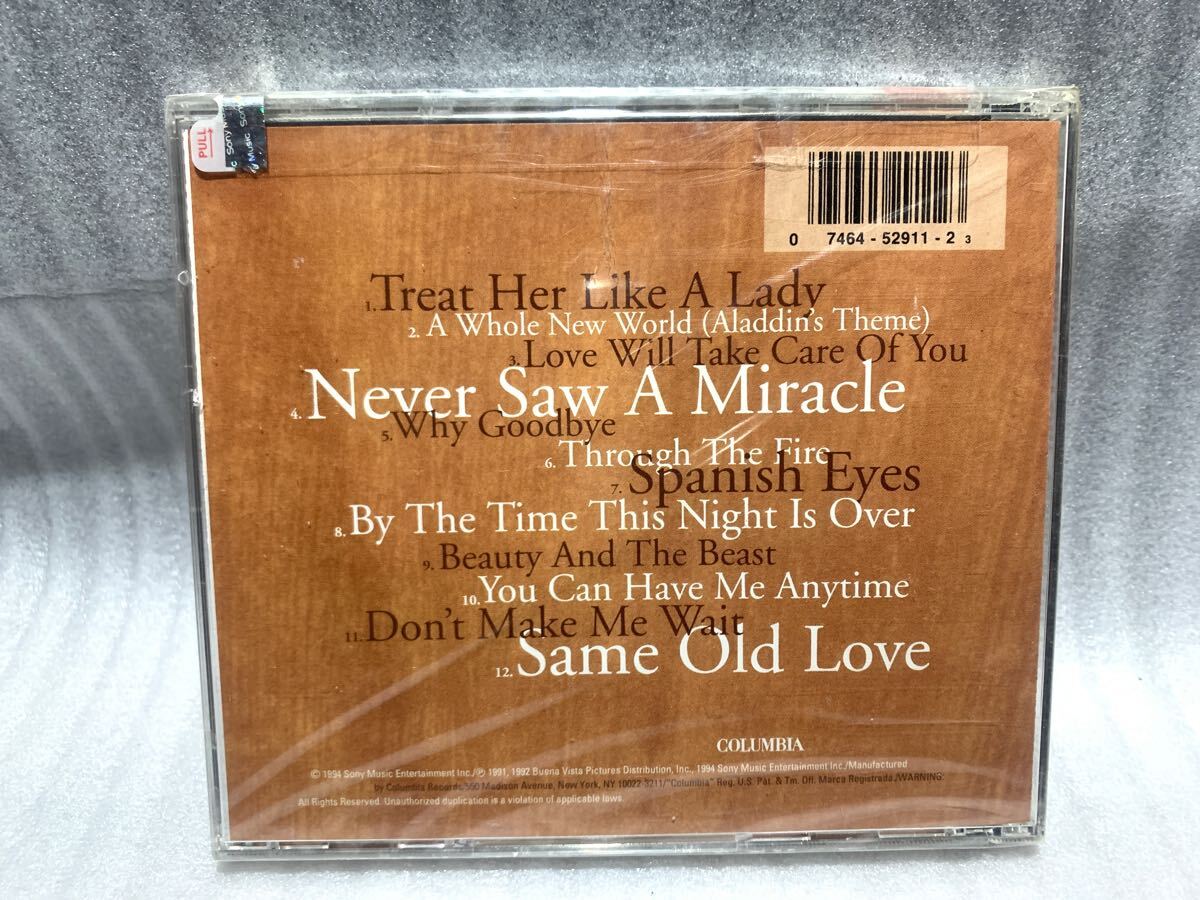 PULL
Sony M
Music Sony
0 7464 - 52911 - 2 3
1. Treat Her Like A Lady
2. A Whole New World (Aladdin's Theme)
3. Love Will Take Care Of You
4. Never Saw A Miracle
5. Why Goodbye
6. Through The Fire
7. Spanish Eyes
8. By The Time This Night Is Over
9. Beauty And The Beast
10. You Can Have Me Anytime
11. Don't Make Me Wait
12. Same Old Love
COLUMBIA
© 1994 Sony Music Entertainment Inc./℗ 1991, 1992 Buena Vista Pictures Distribution, Inc., 1994 Sony Music Entertainment Inc./Manufactured
by Columbia Records/550 Madison Avenue, New York, NY 10022-3211/"Columbia" Reg. U.S. Pat. & Tm. Off. Marca Registrada./WARNING:
All Rights Reserved. Unauthorized duplication is a violation of applicable laws.